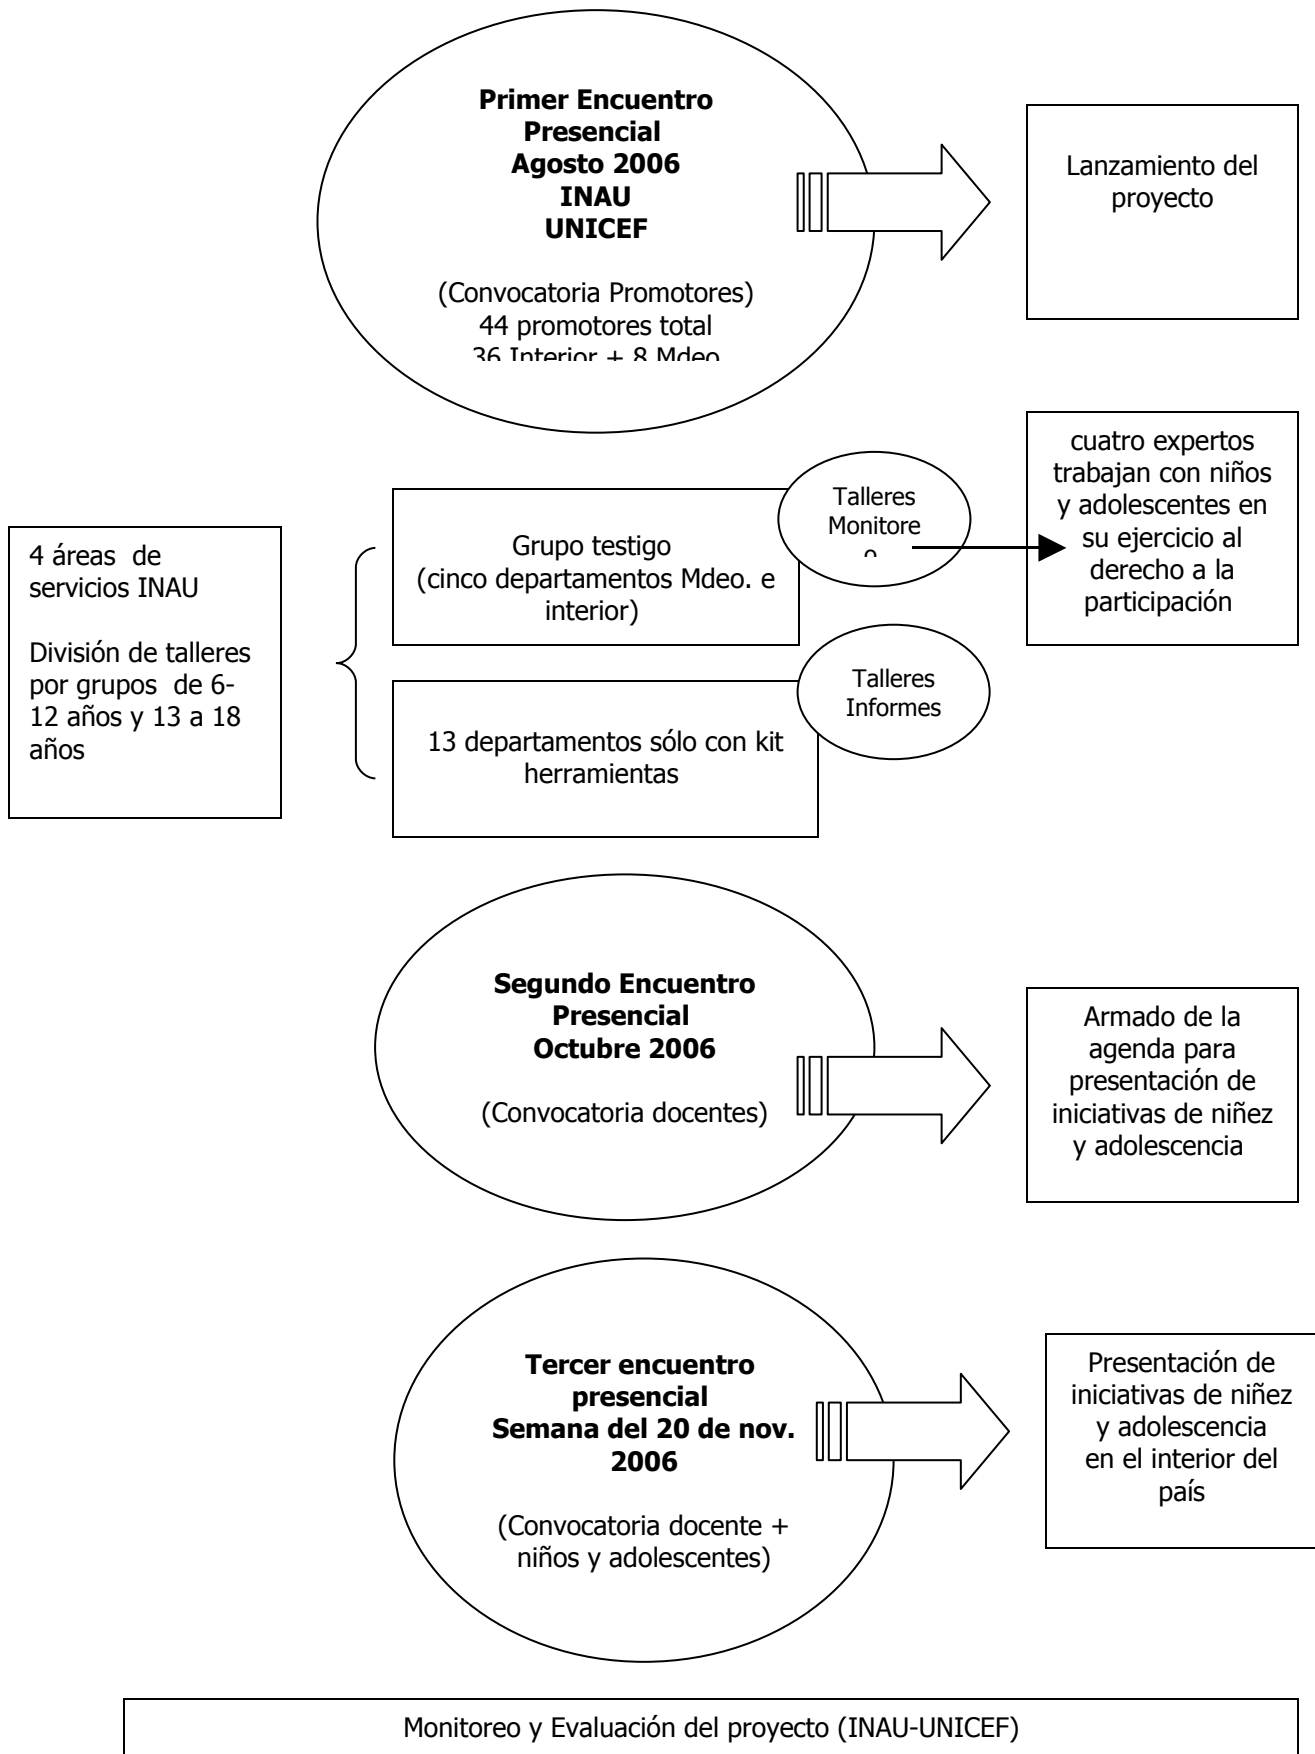 Primer Encuentro
Presencial
Agosto 2006
INAU
UNICEF
(Convocatoria Promotores)
44 promotores total
36 Interior + 8 Mdeo
Lanzamiento del
proyecto
4 áreas de
servicios INAU
División de talleres
por grupos de 6-
12 años y 13 a 18
años
Grupo testigo
(cinco departamentos Mdeo. e
interior)
Talleres
Monitore
o
cuatro expertos
trabajan con niños
y adolescentes en
su ejercicio al
derecho a la
participación
13 departamentos sólo con kit
herramientas
Talleres
Informes
Segundo Encuentro
Presencial
Octubre 2006
(Convocatoria docentes)
Armado de la
agenda para
presentación de
iniciativas de niñez
y adolescencia
Tercer encuentro
presencial
Semana del 20 de nov.
2006
(Convocatoria docente +
niños y adolescentes)
Presentación de
iniciativas de niñez
y adolescencia
en el interior del
país
Monitoreo y Evaluación del proyecto (INAU-UNICEF)